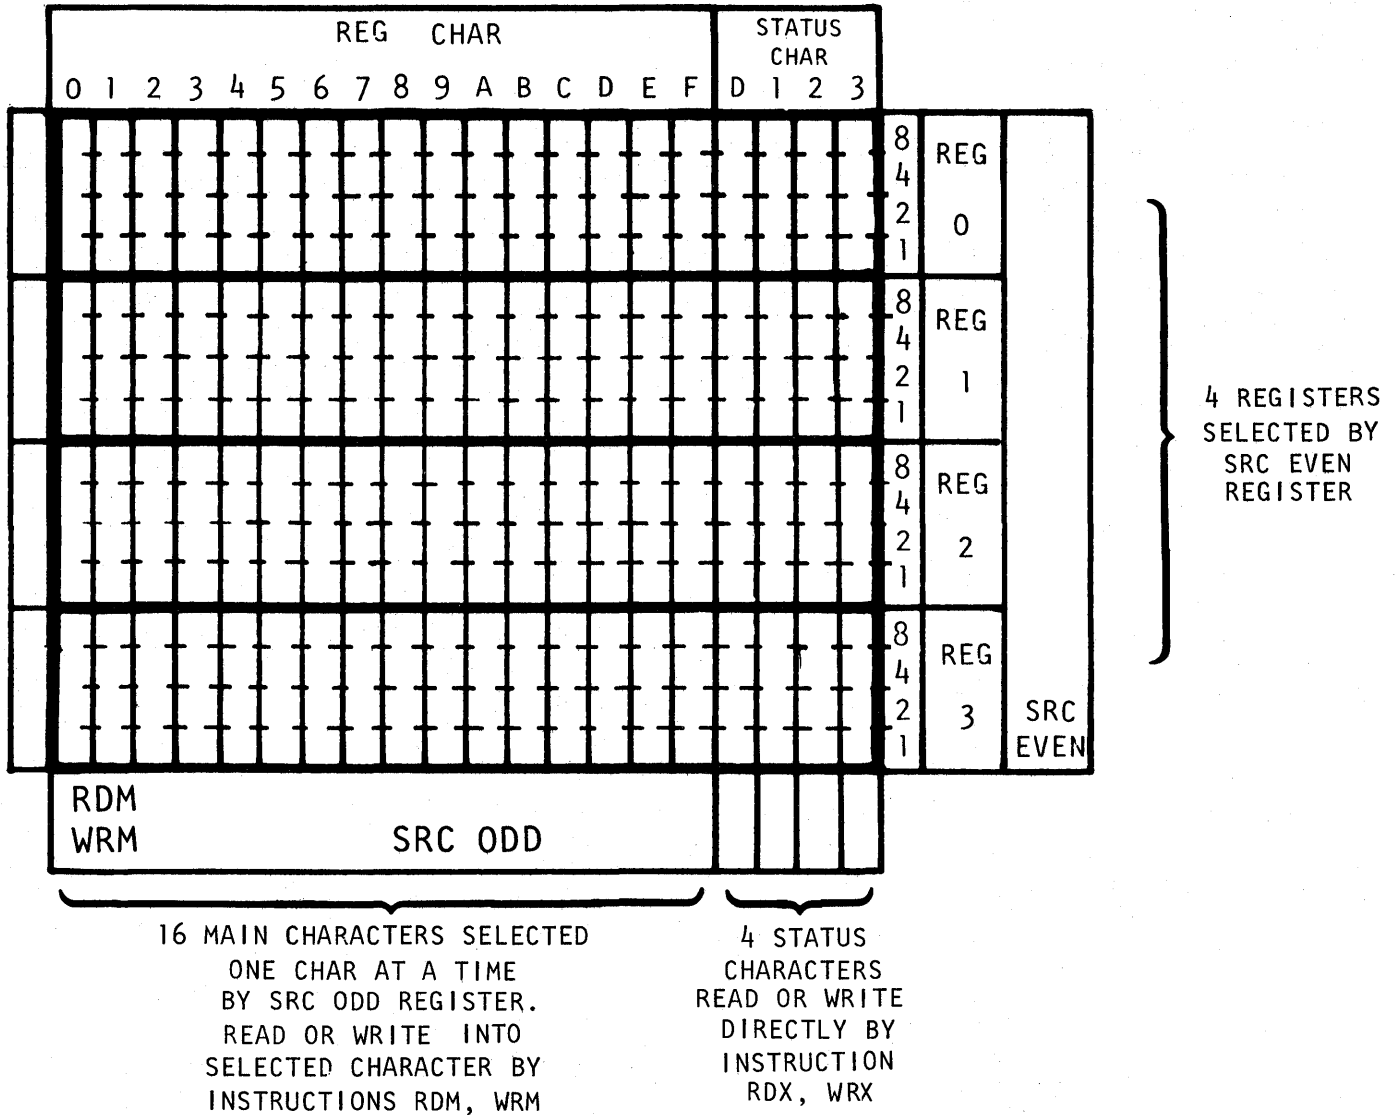 REG CHAR
STATUS
CHAR
0 1 2 3 4 5 6 7 8 9 A B C D E F D 1 2 3
8
4
2
1
REG
0
8
4
2
1
REG
1
8
4
2
1
REG
2
8
4
2
1
REG
3
SRC
EVEN
4 REGISTERS
SELECTED BY
SRC EVEN
REGISTER
RDM
WRM SRC ODD
16 MAIN CHARACTERS SELECTED
ONE CHAR AT A TIME
BY SRC ODD REGISTER.
READ OR WRITE INTO
SELECTED CHARACTER BY
INSTRUCTIONS RDM, WRM
4 STATUS
CHARACTERS
READ OR WRITE
DIRECTLY BY
INSTRUCTION
RDX, WRX